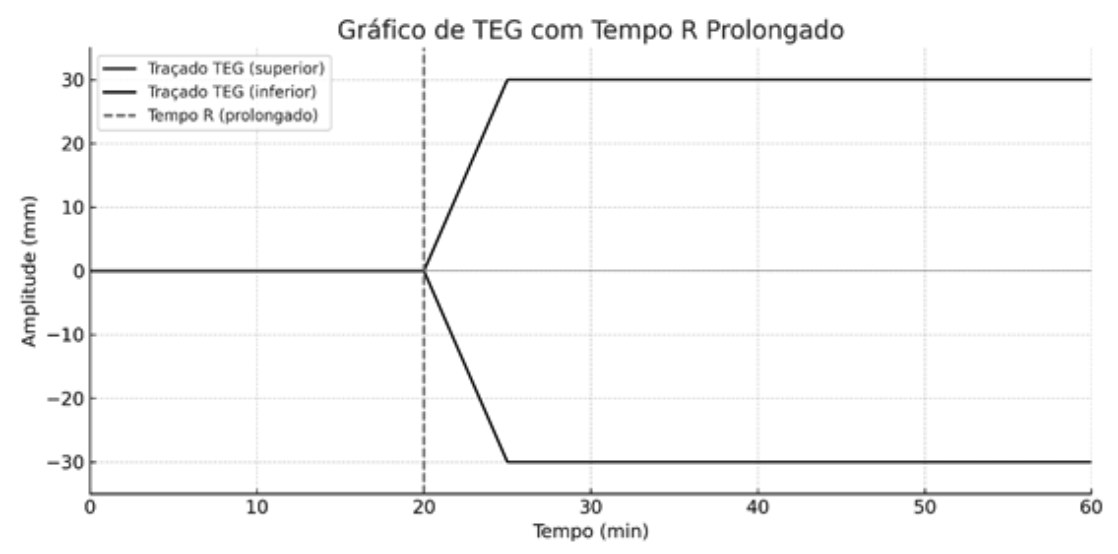 Gráfico de TEG com Tempo R Prolongado
Traçado TEG (superior)
Traçado TEG (inferior)
Tempo R (prolongado)
30
20
10
0
−10
−20
−30
Amplitude (mm)
0 10 20 30 40 50 60
Tempo (min)